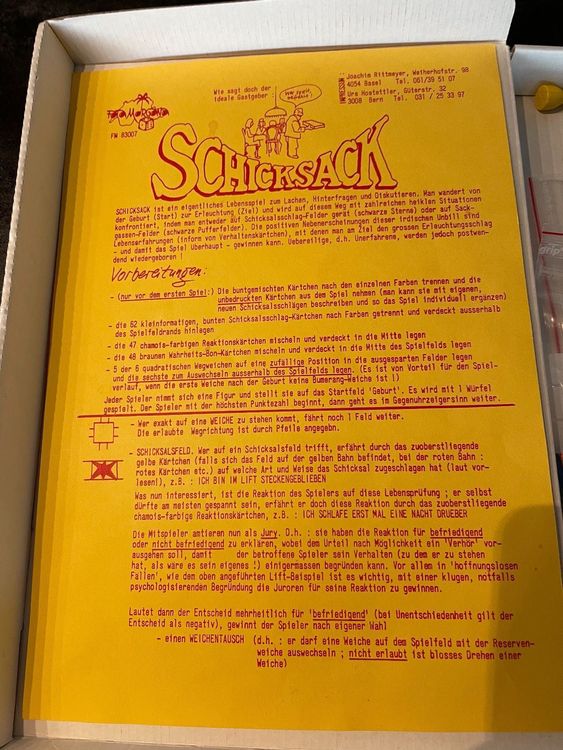 Wie sagt doch der
ideale Gastgeber :
Joachim Rittmeyer, Weiherhofstr. 98
4054 Basel Tel. 061/39 51 07
Urs Hostettler, Güterstr. 32
3008 Bern Tel. 031 / 25 33 97
FATA MORGANA
FM 83007
SCHICKSACK
SCHICKSACK ist ein eigentliches Lebensspiel zum Lachen, Hinterfragen und Diskutieren. Man wandert von
der Geburt (Start) zur Erleuchtung (Ziel) und wird auf diesem Weg mit zahlreichen heiklen Situationen
konfrontiert, indem man entweder auf Schicksalsschlag-Felder gerät (schwarze Sterne) oder auf Sack-
gassen-Felder (schwarze Pufferfelder). Die positiven Nebenerscheinungen dieser irdischen Unbill sind
Lebenserfahrungen (inform von Verhaltenskärtchen), mit denen man am Ziel den grossen Erleuchtungsschlag
- und damit das Spiel überhaupt - gewinnen kann. Uebereilige, d.h. Unerfahrene, werden jedoch postwen-
dend wiedergeboren !
Vorbereitungen:
- (nur vor dem ersten Spiel:) Die buntgemischten Kärtchen nach den einzelnen Farben trennen und die
unbedruckten Kärtchen aus dem Spiel nehmen (man kann sie mit eigenen,
neuen Schicksalsschlägen beschreiben und so das Spiel individuell ergänzen)
- die 62 kleinformatigen, bunten Schicksalsschlag-Kärtchen nach Farben getrennt und verdeckt ausserhalb
des Spielfeldrands hinlegen
- die 47 chamois-farbigen Reaktionskärtchen mischeln und verdeckt in die Mitte legen
- die 48 braunen Wahrheits-Bon-Kärtchen mischeln und verdeckt in die Mitte des Spielfelds legen
- 5 der 6 quadratischen Wegweichen auf eine zufällige Position in die ausgesparten Felder legen
und die sechste zum Auswechseln ausserhalb des Spielfelds legen. (Es ist von Vorteil für den Spiel-
verlauf, wenn die erste Weiche nach der Geburt keine Bumerang-Weiche ist !)
Jeder Spieler nimmt sich eine Figur und stellt sie auf das Startfeld 'Geburt'. Es wird mit 1 Würfel
gespielt. Der Spieler mit der höchsten Punktezahl beginnt, dann geht es im Gegenuhrzeigersinn weiter.
- Wer exakt auf eine WEICHE zu stehen kommt, fährt noch 1 Feld weiter.
Die erlaubte Wegrichtung ist durch Pfeile angegeb.
- SCHICKSALSFELD. Wer auf ein Schicksalsfeld trifft, erfährt durch das zuoberstliegende
gelbe Kärtchen (falls sich das Feld auf der gelben Bahn befindet, bei der roten Bahn :
rotes Kärtchen etc.) auf welche Art und Weise das Schicksal zugeschlagen hat (laut vor-
lesen!), z.B. : ICH BIN IM LIFT STECKENGEBLIEBEN
Was nun interessiert, ist die Reaktion des Spielers auf diese Lebensprüfung ; er selbst
dürfte am meisten gespannt sein, erfährt er doch diese Reaktion durch das zuoberstliegende
chamois-farbige Reaktionskärtchen, z.B. : ICH SCHLAFE ERST MAL EINE NACHT DRUEBER
Die Mitspieler amtieren nun als Jury. D.h. : sie haben die Reaktion für befriedigend
oder nicht befriedigend zu erklären, wobei dem Urteil nach Möglichkeit ein 'Verhör' vor-
ausgehen soll, damit der betroffene Spieler sein Verhalten (zu dem er zu stehen
hat, als ware es sein eigenes !) einigermassen begründen kann. Vor allem in 'hoffnungslosen
Fällen', wie dem oben angeführten Lift-Beispiel ist es wichtig, mit einer klugen, notfalls
psychologisierenden Begründung die Juroren für seine Reaktion zu gewinnen.
Lautet dann der Entscheid mehrheitlich für 'befriedigend' (bei Unentschiedenheit gilt der
Entscheid als negativ), gewinnt der Spieler nach eigener Wahl
- einen WEICHENTAUSCH (d.h. : er darf eine Weiche auf dem Spielfeld mit der Reserven-
weiche auswechseln ; nicht erlaubt ist blosses Drehen einer
Weiche)